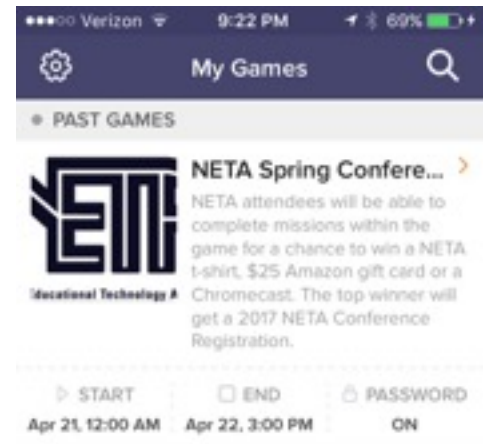 Verizon 9:22 PM 69%
My Games
PAST GAMES
NETA Spring Confere...
NETA attendees will be able to
complete missions within the
game for a chance to win a NETA
t-shirt, $25 Amazon gift card or a
Chromecast. The top winner will
get a 2017 NETA Conference
Registration.
NETA
Educational Technology A
START END PASSWORD
Apr 21, 12:00 AM Apr 22, 3:00 PM ON